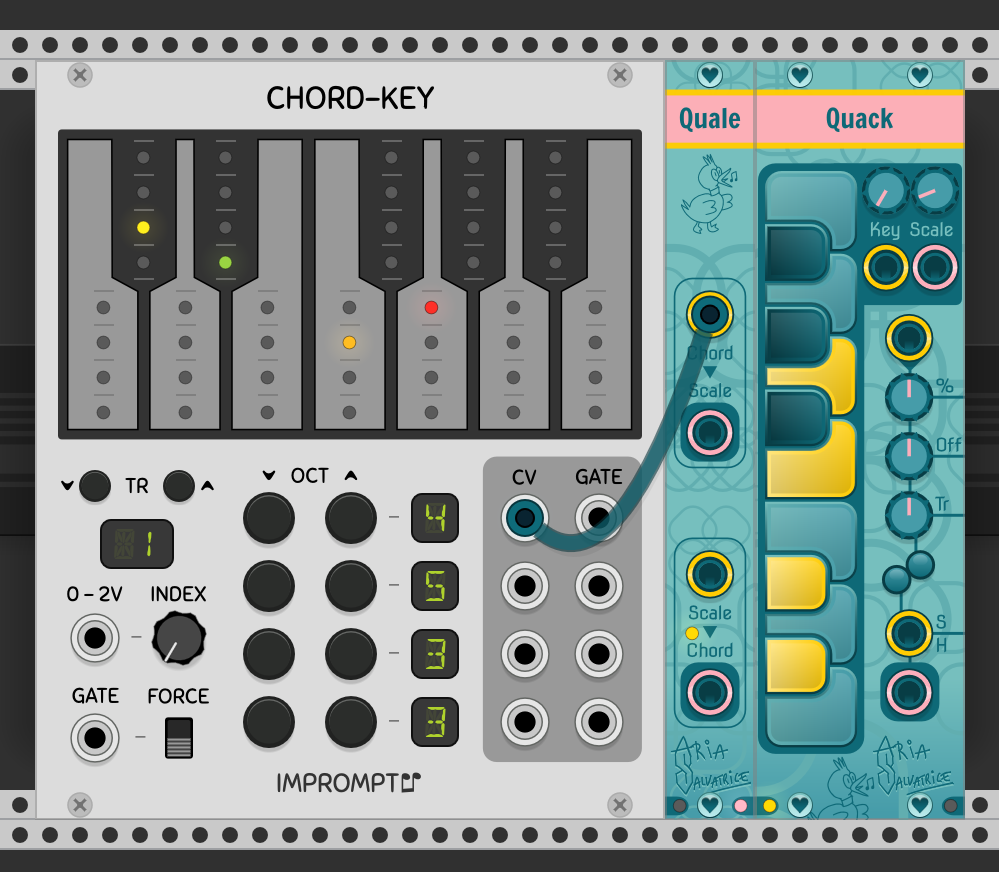 CHORD-KEY
TR
OCT
1
4
5
3
3
0-2V
INDEX
GATE
FORCE
CV
GATE
IMPROMPT
Quale
Chord
Scale
Scale
Chord
ARIA
SALVATRICE
Quack
Key
Scale
%
Off
Tr
S
H
ARIA
SALVATRICE